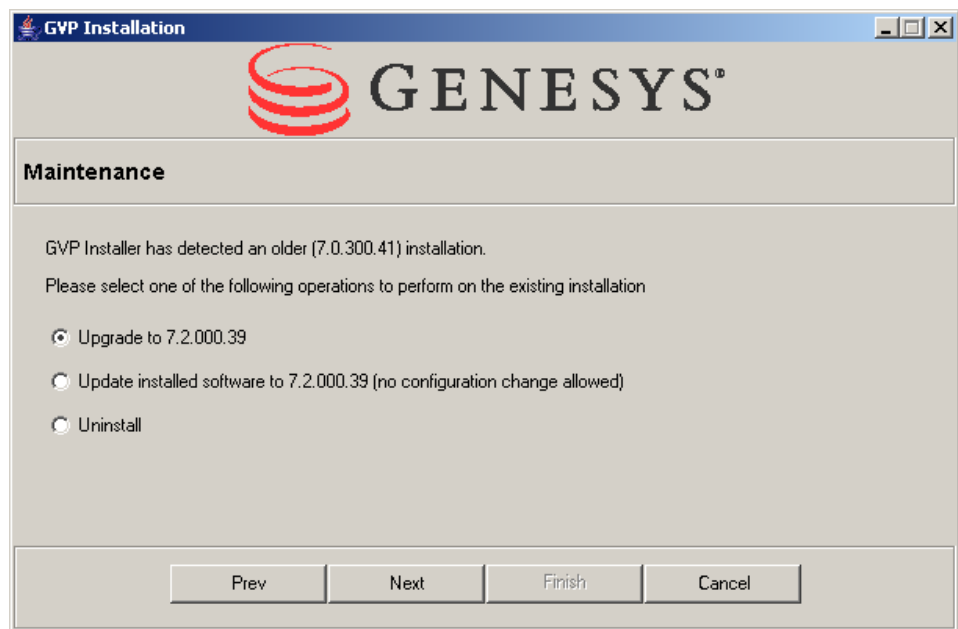 GVP Installation
GENESYS®
Maintenance
GVP Installer has detected an older (7.0.300.41) installation.
Please select one of the following operations to perform on the existing installation
Upgrade to 7.2.000.39
Update installed software to 7.2.000.39 (no configuration change allowed)
Uninstall
Prev Next Finish Cancel